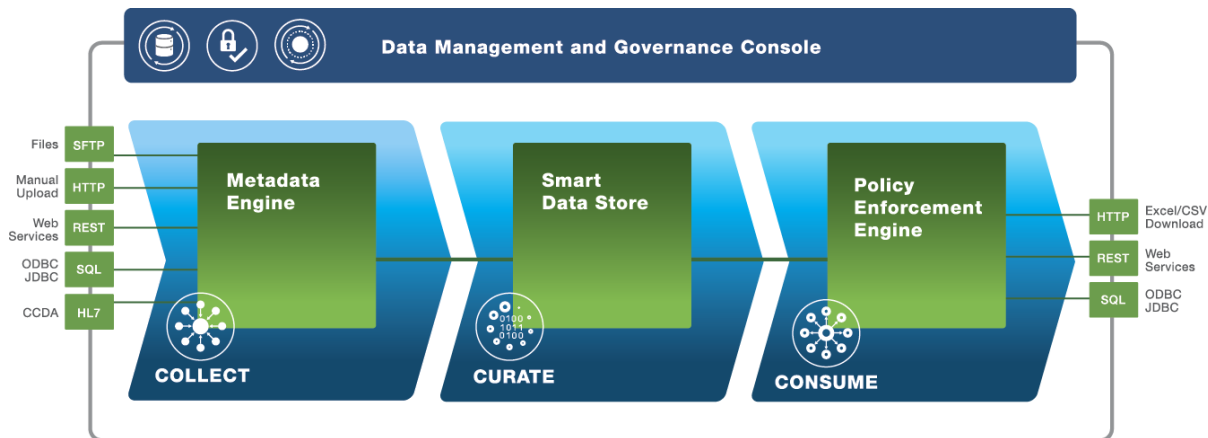 Data Management and Governance Console
Files
SFTP
Manual
Upload
HTTP
Web
Services
REST
ODBC
JDBC
SQL
CCDA
HL7
Metadata
Engine
COLLECT
Smart
Data Store
0100
1011
0100
CURATE
Policy
Enforcement
Engine
CONSUME
HTTP
Excel/CSV
Download
REST
Web
Services
SQL
ODBC
JDBC